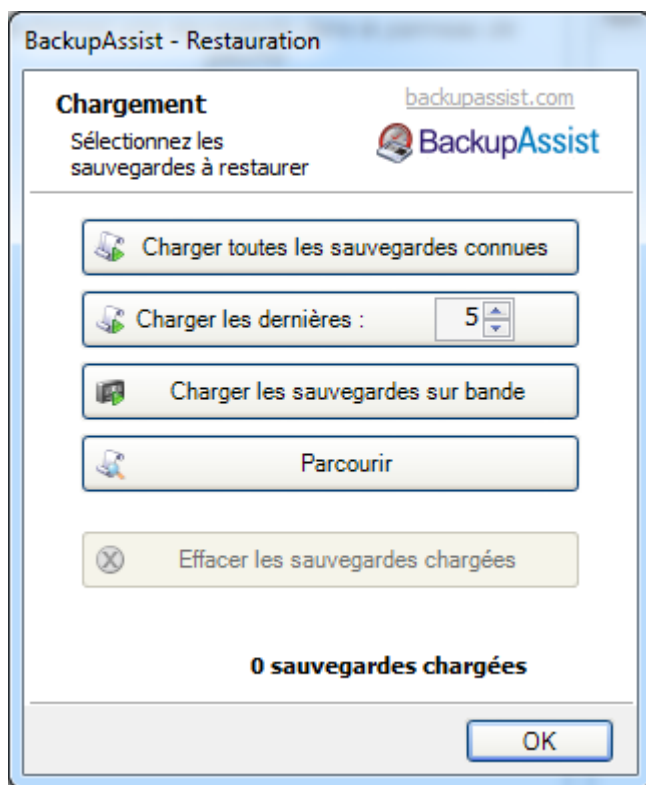 BackupAssist - Restauration
Chargement
backupassist.com
Sélectionnez les
sauvegardes à restaurer
BackupAssist
Charger toutes les sauvegardes connues
Charger les dernières : 5
Charger les sauvegardes sur bande
Parcourir
Effacer les sauvegardes chargées
0 sauvegardes chargées
OK